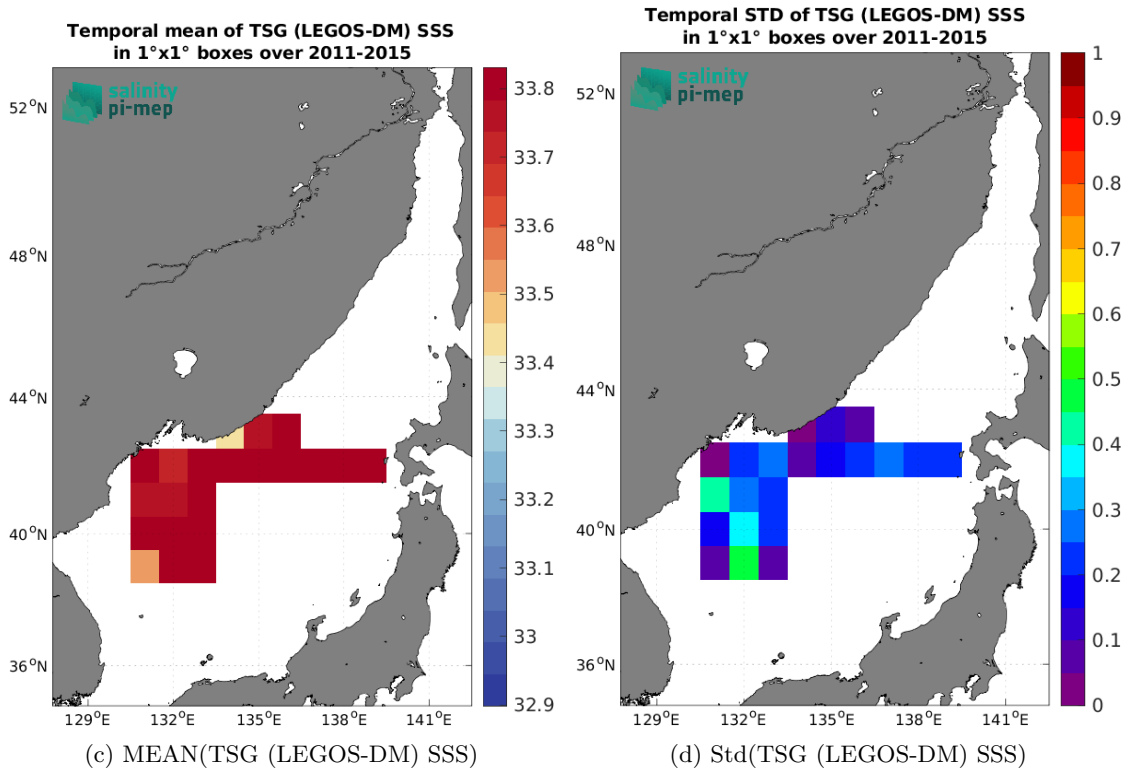 Temporal mean of TSG (LEGOS-DM) SSS
in 1°x1° boxes over 2011-2015
salinity
pi-mep
52°N
48°N
44°N
40°N
36°N
129°E
132°E
135°E
138°E
141°E
33.8
33.7
33.6
33.5
33.4
33.3
33.2
33.1
33
32.9
(c) MEAN(TSG (LEGOS-DM) SSS)
Temporal STD of TSG (LEGOS-DM) SSS
in 1°x1° boxes over 2011-2015
salinity
pi-mep
52°N
48°N
44°N
40°N
36°N
129°E
132°E
135°E
138°E
141°E
1
0.9
0.8
0.7
0.6
0.5
0.4
0.3
0.2
0.1
0
(d) Std(TSG (LEGOS-DM) SSS)